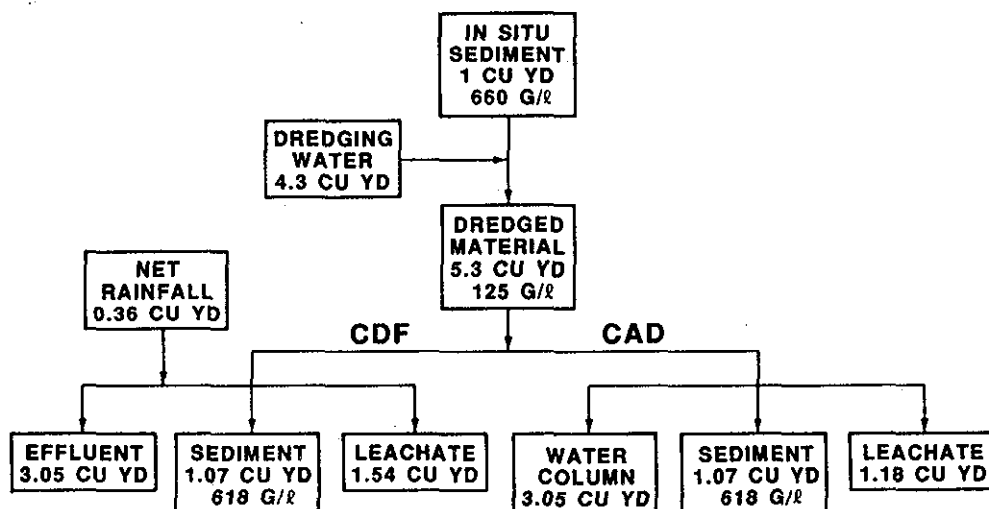 IN SITU
SEDIMENT
1 CU YD
660 G/ℓ
DREDGING
WATER
4.3 CU YD
DREDGED
MATERIAL
5.3 CU YD
125 G/ℓ
NET
RAINFALL
0.36 CU YD
CDF
CAD
EFFLUENT
3.05 CU YD
SEDIMENT
1.07 CU YD
618 G/ℓ
LEACHATE
1.54 CU YD
WATER
COLUMN
3.05 CU YD
SEDIMENT
1.07 CU YD
618 G/ℓ
LEACHATE
1.18 CU YD